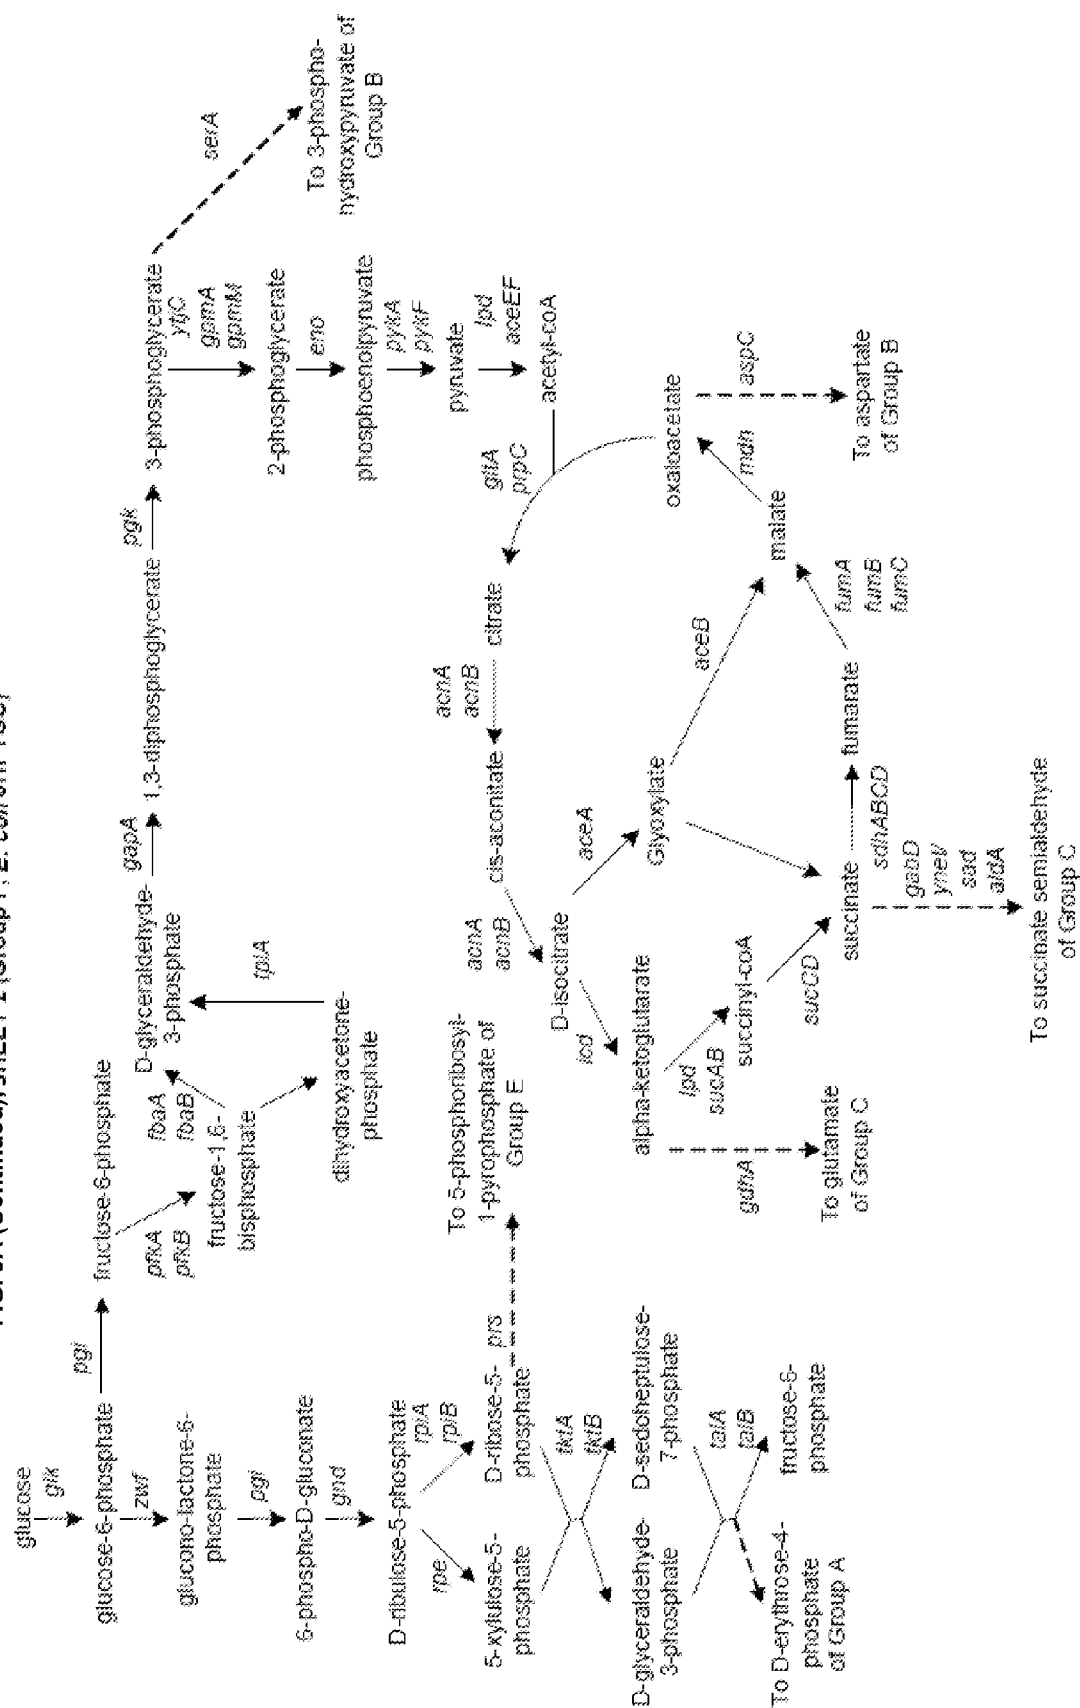 glucose
glk
glucose-6-phosphate
pgi
fructose-6-phosphate
zwf
glucono-lactone-6-
phosphate
pgi
6-phospho-D-gluconate
gnd
D-ribulose-5-phosphate
rpe
rpiA
rpiB
5-xylulose-5-
phosphate
D-ribose-5-
phosphate
prs
To 5-phosphoribosyl-
1-pyrophosphate of
Group E
tktA
tktB
D-glyceraldehyde-
3-phosphate
D-sedoheptulose-
7-phosphate
talA
talB
To D-erythrose-4-
phosphate
of Group A
fructose-6-
phosphate
pfkA
pfkB
fructose-1,6-
bisphosphate
fbaA
fbaB
D-glyceraldehyde-
3-phosphate
tpiA
dihydroxyacetone-
phosphate
gapA
1,3-diphosphoglycerate
pgk
3-phosphoglycerate
serA
To 3-phospho-
hydroxypyruvate of
Group B
ytjC
gpmA
gpmM
2-phosphoglycerate
eno
phosphoenolpyruvate
pykA
pykF
pyruvate
lpd
aceEF
acetyl-coA
gltA
prpC
citrate
acnA
acnB
cis-aconitate
acnA
acnB
D-isocitrate
aceA
Glyoxylate
aceB
icd
alpha-ketoglutarate
gdhA
To glutamate
of Group C
lpd
sucAB
succinyl-coA
sucCD
succinate
sdhABCD
gabD
yneI
sad
aldA
To succinate semialdehyde
of Group C
fumarate
fumA
fumB
fumC
malate
mdh
oxaloacetate
aspC
To aspartate
of Group B